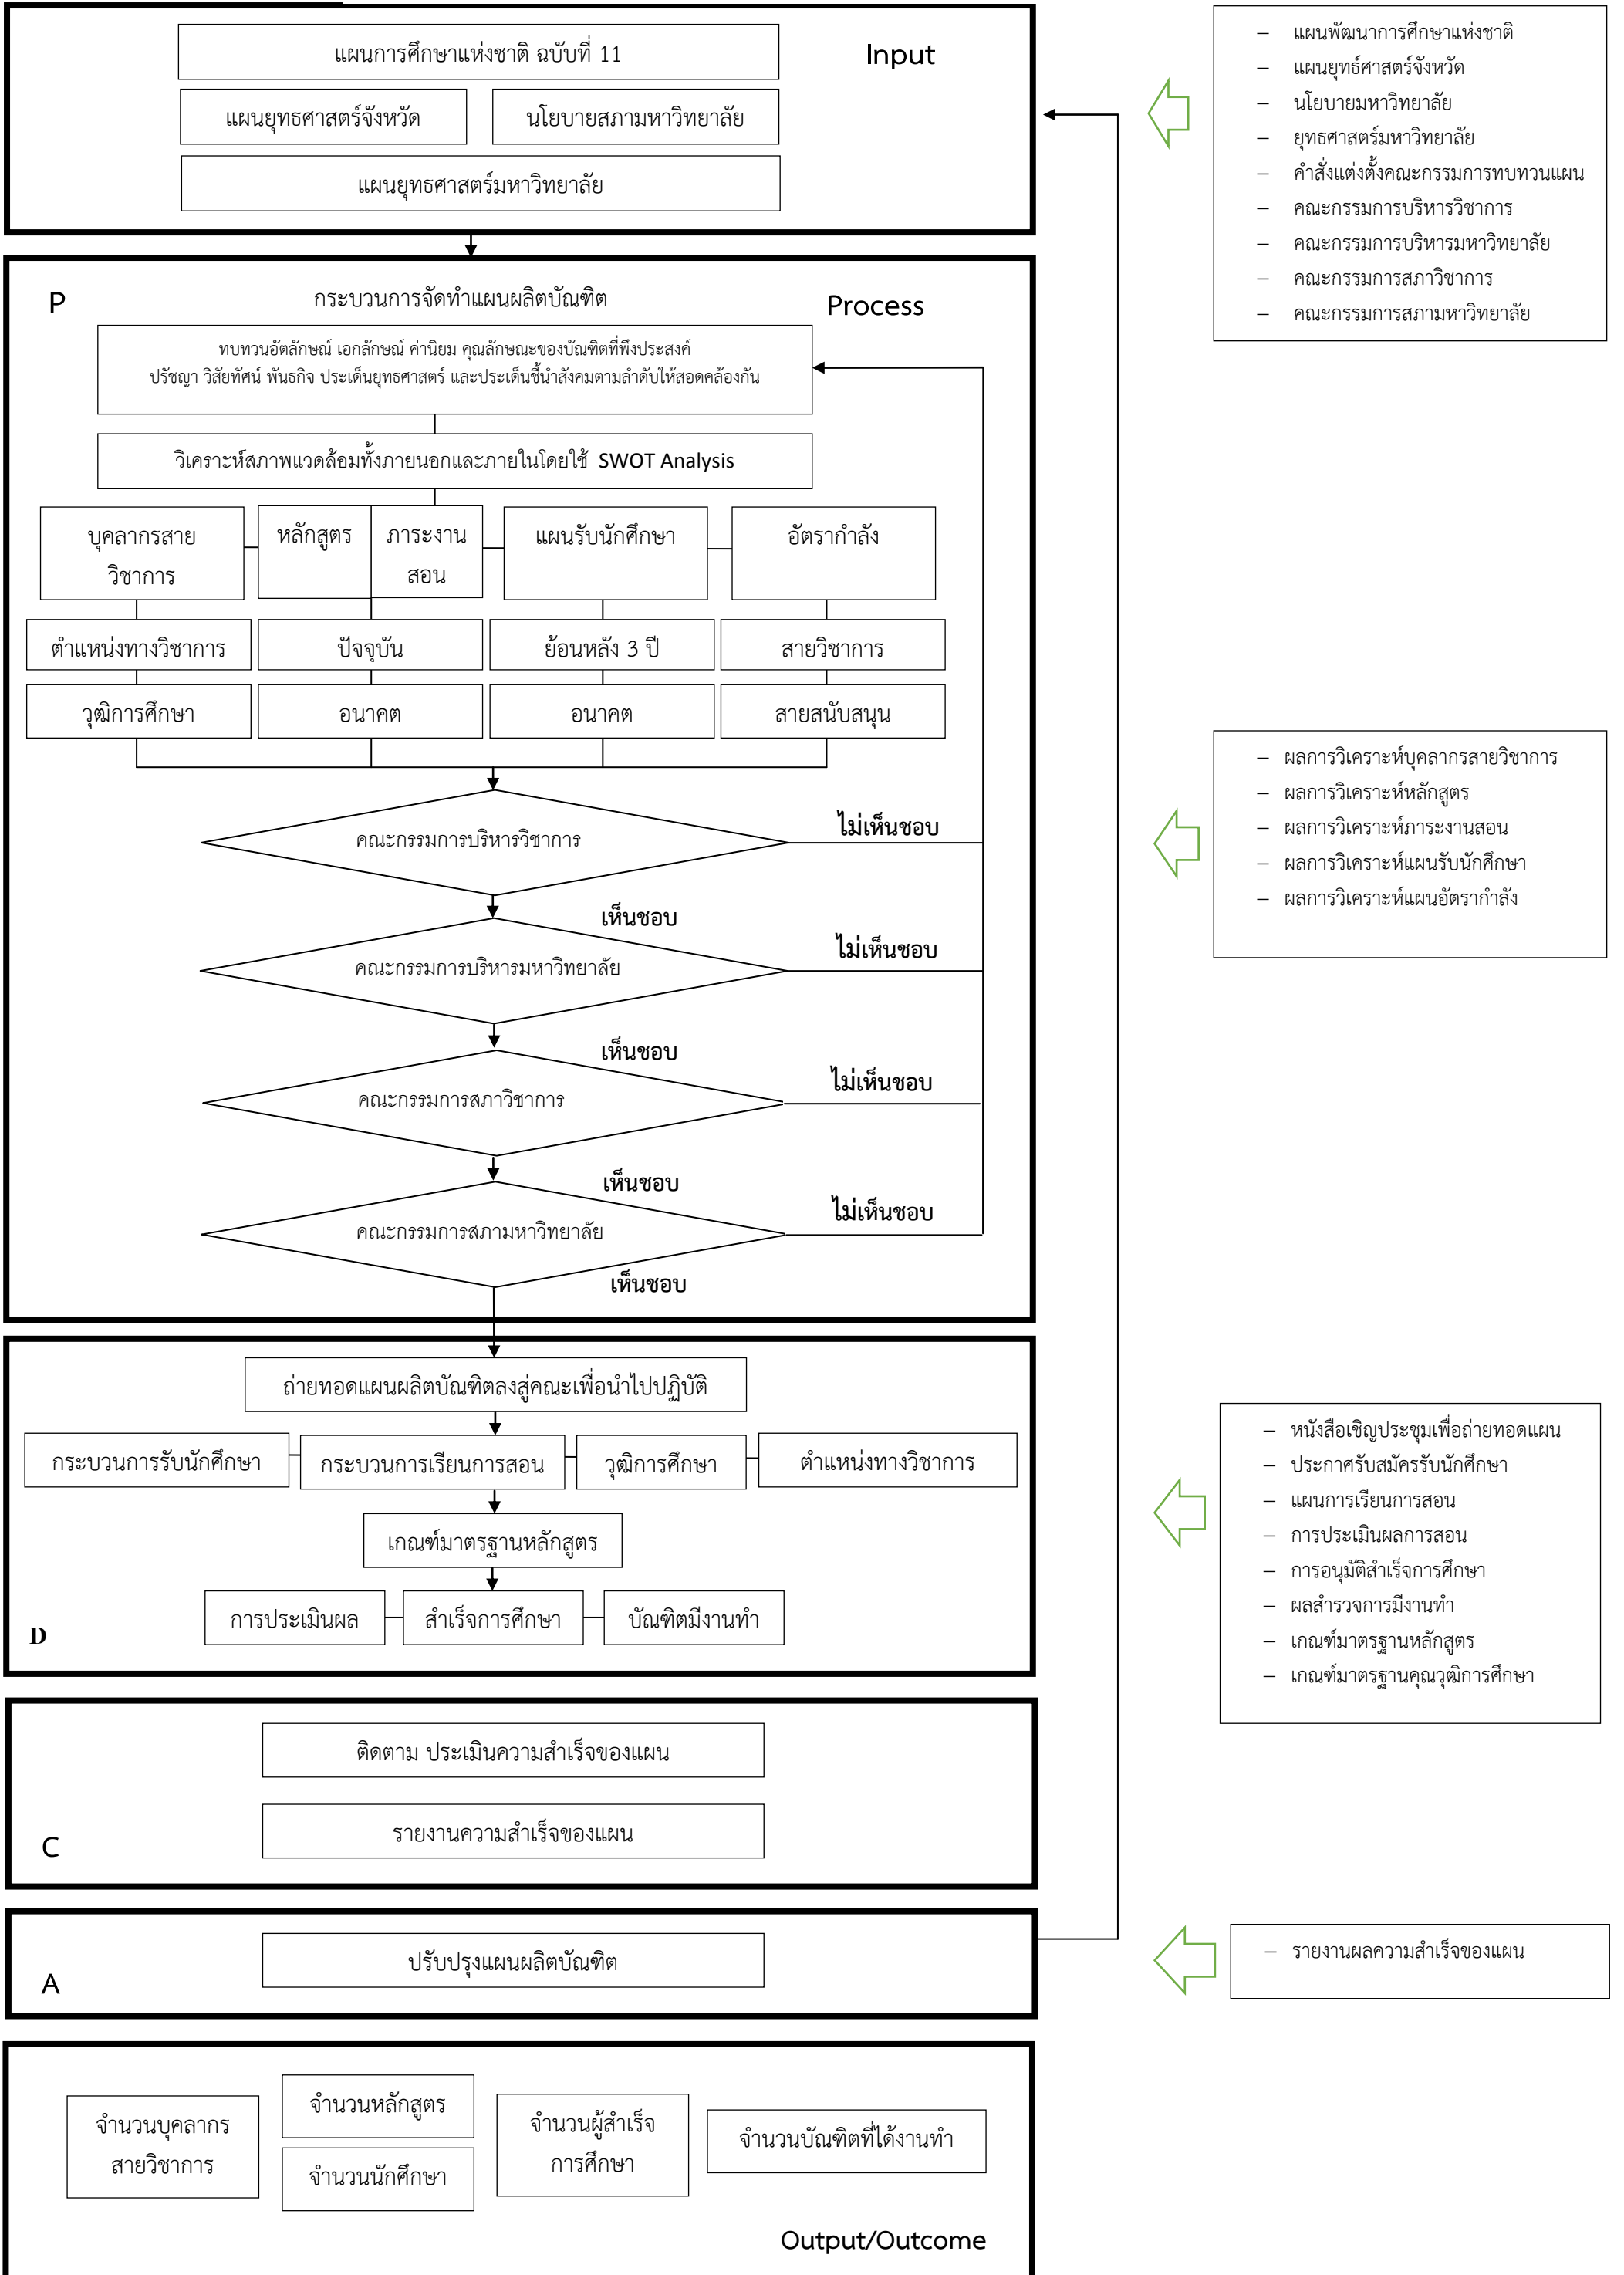 แผนการศึกษาแห่งชาติ ฉบับที่ 11
Input
แผนยุทธศาสตร์จังหวัด
นโยบายสภามหาวิทยาลัย
แผนยุทธศาสตร์มหาวิทยาลัย
– แผนพัฒนาการศึกษาแห่งชาติ
– แผนยุทธ์ศาสตร์จังหวัด
– นโยบายมหาวิทยาลัย
– ยุทธศาสตร์มหาวิทยาลัย
– คำสั่งแต่งตั้งคณะกรรมการทบทวนแผน
– คณะกรรมการบริหารวิชาการ
– คณะกรรมการบริหารมหาวิทยาลัย
– คณะกรรมการสภาวิชาการ
– คณะกรรมการสภามหาวิทยาลัย
P
กระบวนการจัดทำแผนผลิตบัณฑิต
Process
ทบทวนอัตลักษณ์ เอกลักษณ์ ค่านิยม คุณลักษณะของบัณฑิตที่พึงประสงค์
ปรัชญา วิสัยทัศน์ พันธกิจ ประเด็นยุทธศาสตร์ และประเด็นชี้นำสังคมตามลำดับให้สอดคล้องกัน
วิเคราะห์สภาพแวดล้อมทั้งภายนอกและภายในโดยใช้ SWOT Analysis
บุคลากรสาย
วิชาการ
หลักสูตร
ภาระงาน
สอน
แผนรับนักศึกษา
อัตรากำลัง
ตำแหน่งทางวิชาการ
ปัจจุบัน
ย้อนหลัง 3 ปี
สายวิชาการ
วุฒิการศึกษา
อนาคต
อนาคต
สายสนับสนุน
– ผลการวิเคราะห์บุคลากรสายวิชาการ
– ผลการวิเคราะห์หลักสูตร
– ผลการวิเคราะห์ภาระงานสอน
– ผลการวิเคราะห์แผนรับนักศึกษา
– ผลการวิเคราะห์แผนอัตรากำลัง
คณะกรรมการบริหารวิชาการ
ไม่เห็นชอบ
เห็นชอบ
คณะกรรมการบริหารมหาวิทยาลัย
ไม่เห็นชอบ
เห็นชอบ
คณะกรรมการสภาวิชาการ
ไม่เห็นชอบ
เห็นชอบ
คณะกรรมการสภามหาวิทยาลัย
ไม่เห็นชอบ
เห็นชอบ
ถ่ายทอดแผนผลิตบัณฑิตลงสู่คณะเพื่อนำไปปฏิบัติ
กระบวนการรับนักศึกษา
กระบวนการเรียนการสอน
วุฒิการศึกษา
ตำแหน่งทางวิชาการ
เกณฑ์มาตรฐานหลักสูตร
การประเมินผล
สำเร็จการศึกษา
บัณฑิตมีงานทำ
D
– หนังสือเชิญประชุมเพื่อถ่ายทอดแผน
– ประกาศรับสมัครรับนักศึกษา
– แผนการเรียนการสอน
– การประเมินผลการสอน
– การอนุมัติสำเร็จการศึกษา
– ผลสำรวจการมีงานทำ
– เกณฑ์มาตรฐานหลักสูตร
– เกณฑ์มาตรฐานคุณวุฒิการศึกษา
ติดตาม ประเมินความสำเร็จของแผน
รายงานความสำเร็จของแผน
C
ปรับปรุงแผนผลิตบัณฑิต
A
– รายงานผลความสำเร็จของแผน
จำนวนบุคลากร
สายวิชาการ
จำนวนหลักสูตร
จำนวนนักศึกษา
จำนวนผู้สำเร็จ
การศึกษา
จำนวนบัณฑิตที่ได้งานทำ
Output/Outcome